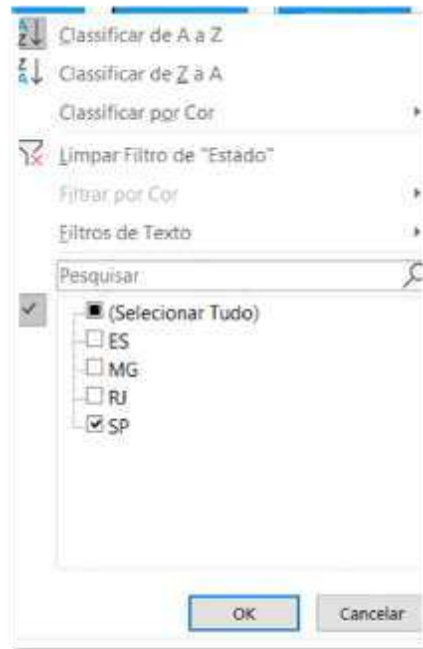 Classificar de A a Z
Classificar de Z a A
Classificar por Cor
Limpar Filtro de "Estado"
Filtrar por Cor
Filtros de Texto
Pesquisar
(Selecionar Tudo)
ES
MG
RJ
SP
OK Cancelar